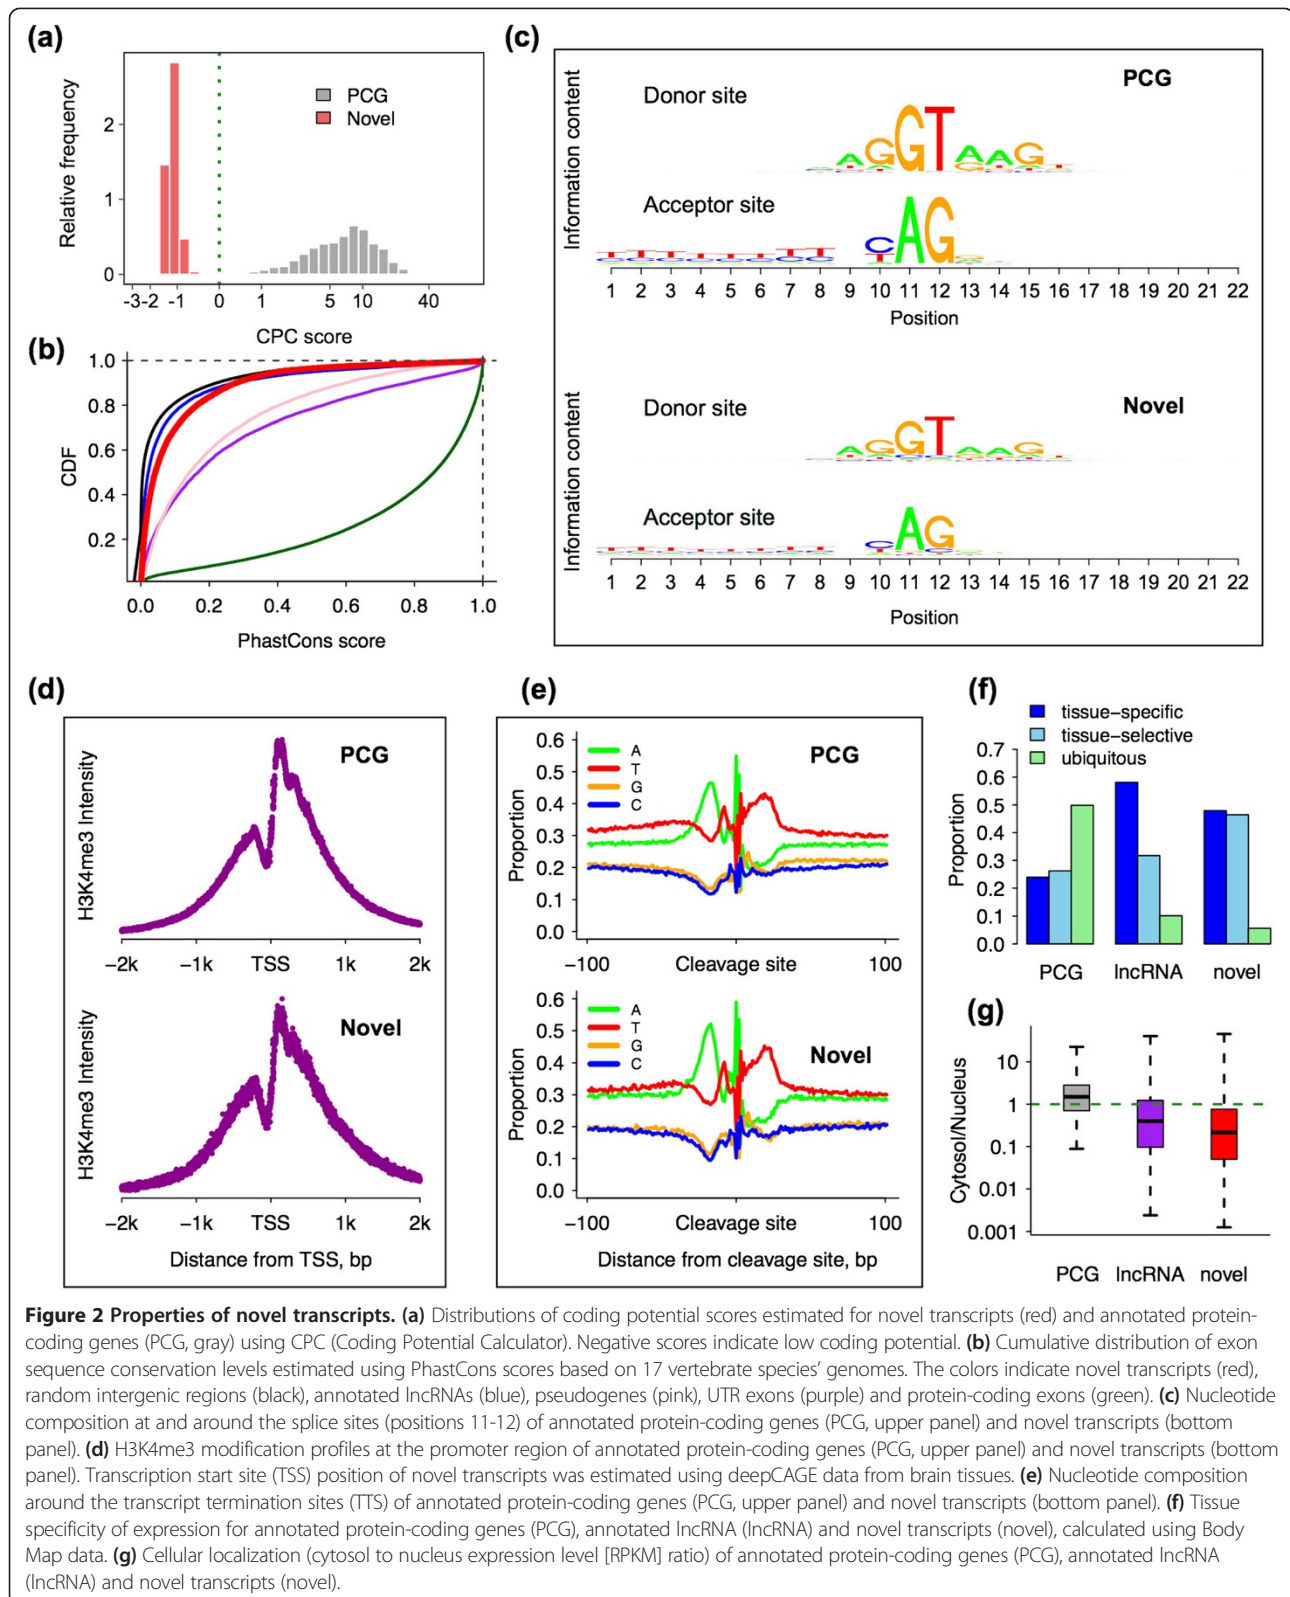 (a)
Relative frequency
2
1
0
PCG
Novel
-3-2 -1 0 1 5 10 40
CPC score
(b)
CDF
1.0
0.8
0.6
0.4
0.2
0.0 0.2 0.4 0.6 0.8 1.0
PhastCons score
(c)
PCG
Information content
Donor site
AGGTAAG
Acceptor site
CAG
1 2 3 4 5 6 7 8 9 10 11 12 13 14 15 16 17 18 19 20 21 22
Position
Novel
Information content
Donor site
AGGTAAG
Acceptor site
CAG
1 2 3 4 5 6 7 8 9 10 11 12 13 14 15 16 17 18 19 20 21 22
Position
(d)
PCG
H3K4me3 Intensity
−2k −1k TSS 1k 2k
Novel
H3K4me3 Intensity
−2k −1k TSS 1k 2k
Distance from TSS, bp
(e)
PCG
Proportion
0.6
0.5
0.4
0.3
0.2
0.1
0.0
A
T
G
C
−100 Cleavage site 100
Novel
Proportion
0.6
0.5
0.4
0.3
0.2
0.1
0.0
A
T
G
C
−100 Cleavage site 100
Distance from cleavage site, bp
(f)
tissue−specific
tissue−selective
ubiquitous
Proportion
0.7
0.6
0.5
0.4
0.3
0.2
0.1
0.0
PCG lncRNA novel
(g)
Cytosol/Nucleus
10
1
0.1
0.01
0.001
PCG lncRNA novel
Figure 2 Properties of novel transcripts. (a) Distributions of coding potential scores estimated for novel transcripts (red) and annotated protein-
coding genes (PCG, gray) using CPC (Coding Potential Calculator). Negative scores indicate low coding potential. (b) Cumulative distribution of exon
sequence conservation levels estimated using PhastCons scores based on 17 vertebrate species' genomes. The colors indicate novel transcripts (red),
random intergenic regions (black), annotated lncRNAs (blue), pseudogenes (pink), UTR exons (purple) and protein-coding exons (green). (c) Nucleotide
composition at and around the splice sites (positions 11-12) of annotated protein-coding genes (PCG, upper panel) and novel transcripts (bottom
panel). (d) H3K4me3 modification profiles at the promoter region of annotated protein-coding genes (PCG, upper panel) and novel transcripts (bottom
panel). Transcription start site (TSS) position of novel transcripts was estimated using deepCAGE data from brain tissues. (e) Nucleotide composition
around the transcript termination sites (TTS) of annotated protein-coding genes (PCG, upper panel) and novel transcripts (bottom panel). (f) Tissue
specificity of expression for annotated protein-coding genes (PCG), annotated lncRNA (lncRNA) and novel transcripts (novel), calculated using Body
Map data. (g) Cellular localization (cytosol to nucleus expression level [RPKM] ratio) of annotated protein-coding genes (PCG), annotated lncRNA
(lncRNA) and novel transcripts (novel).